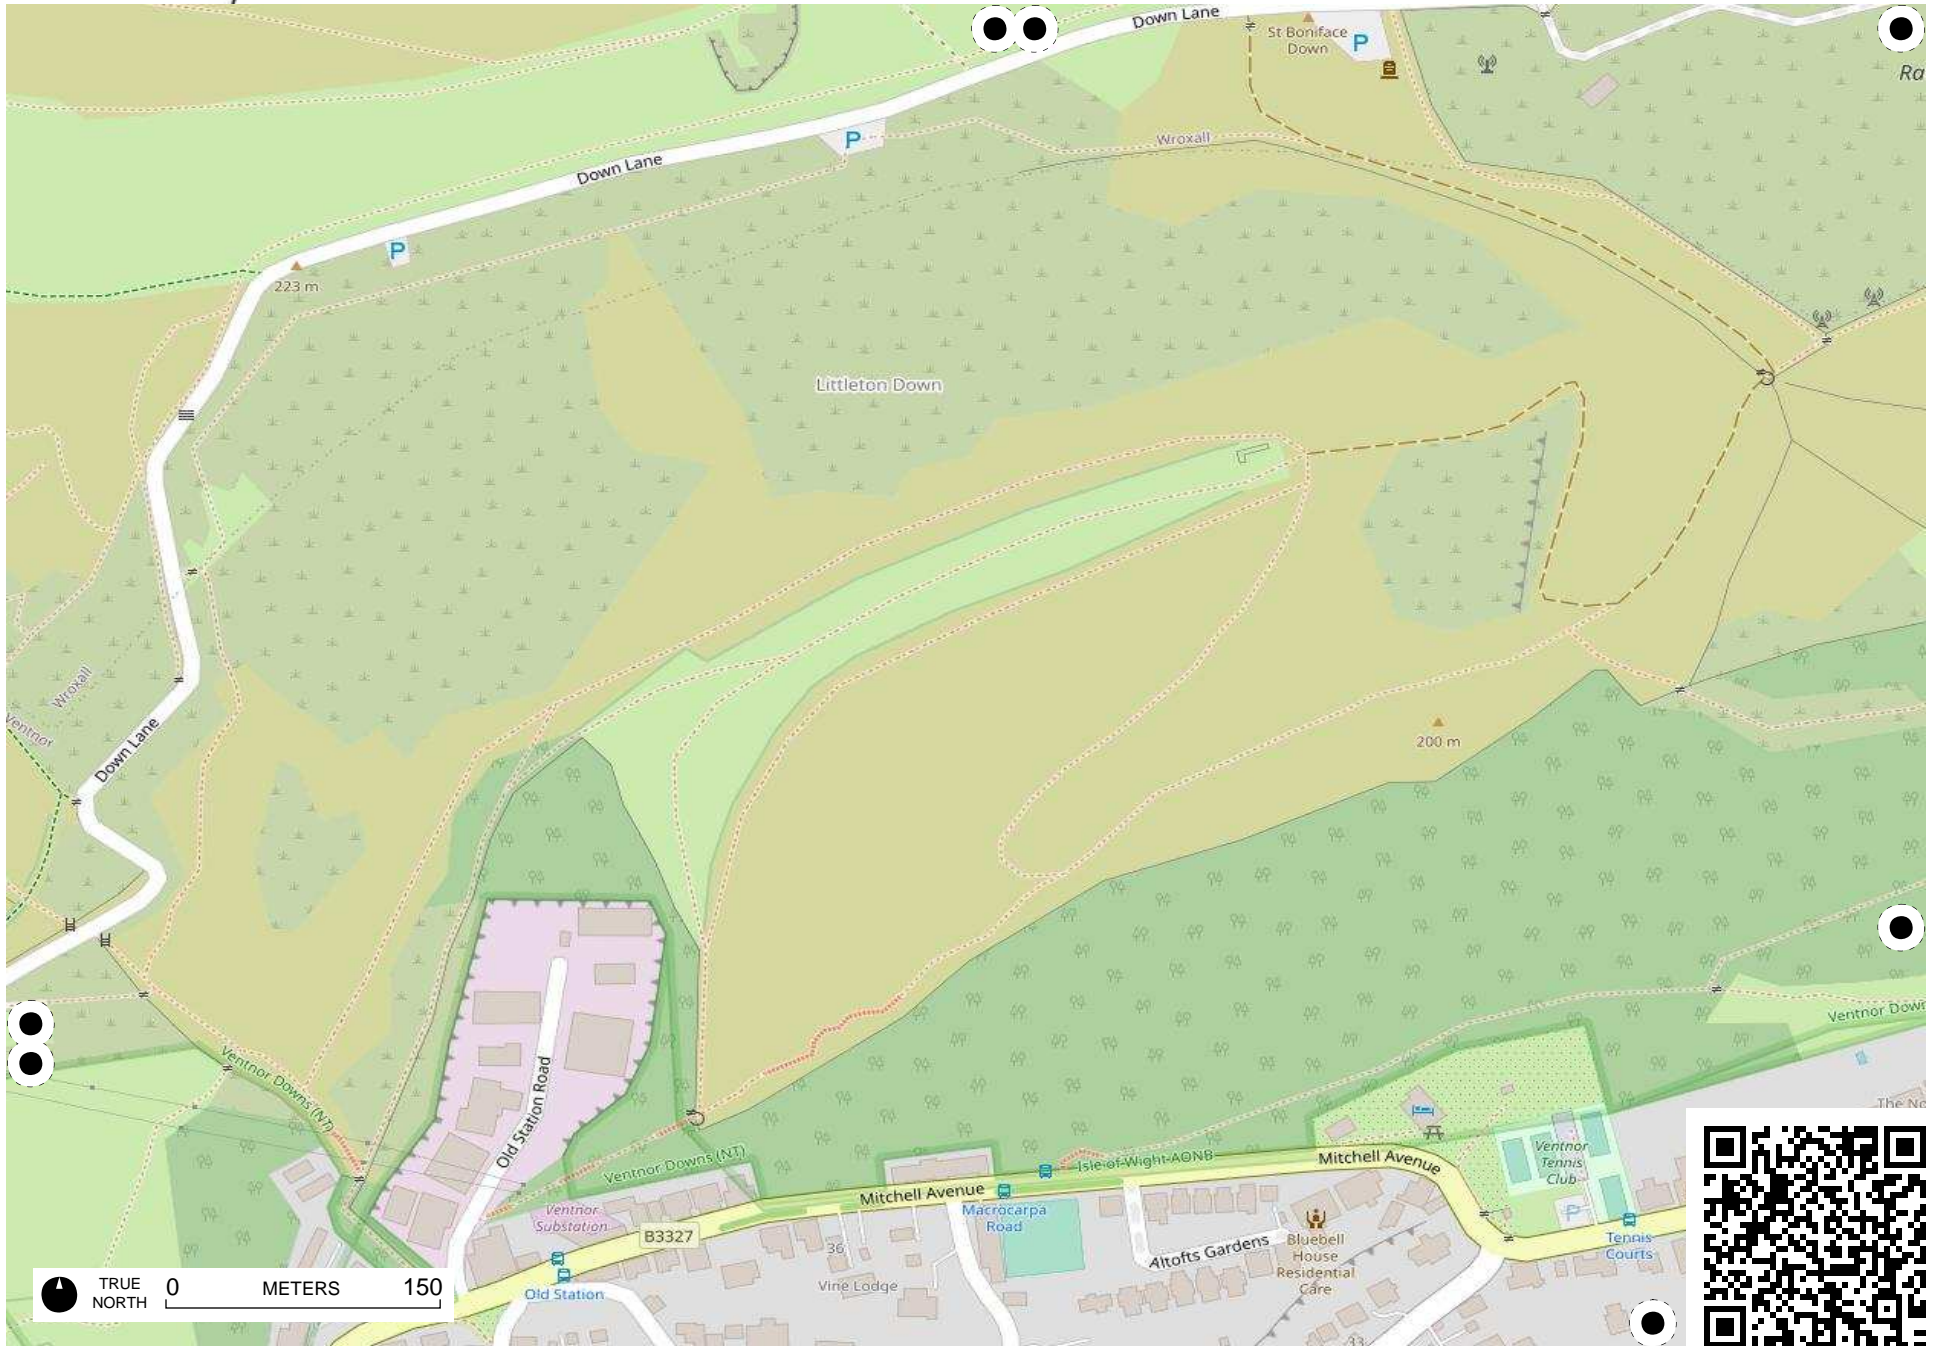 Down Lane
St Boniface
Down
P
Ra
P
Wroxall
Down Lane
P
223 m
Littleton Down
Wroxall
Ventnor
Down Lane
200 m
Ventnor Down
Ventnor Downs (NT)
Old Station Road
The No
Ventnor Downs (NT)
Isle of Wight AONB
Mitchell Avenue
Ventnor
Tennis
Club
P
Mitchell Avenue
Macrocarpa
Road
Ventnor
Substation
B3327
36
Altofts Gardens
Bluebell
House
Residential
Care
Tennis
Courts
Vine Lodge
Old Station
33
TRUE
NORTH
0 METERS 150